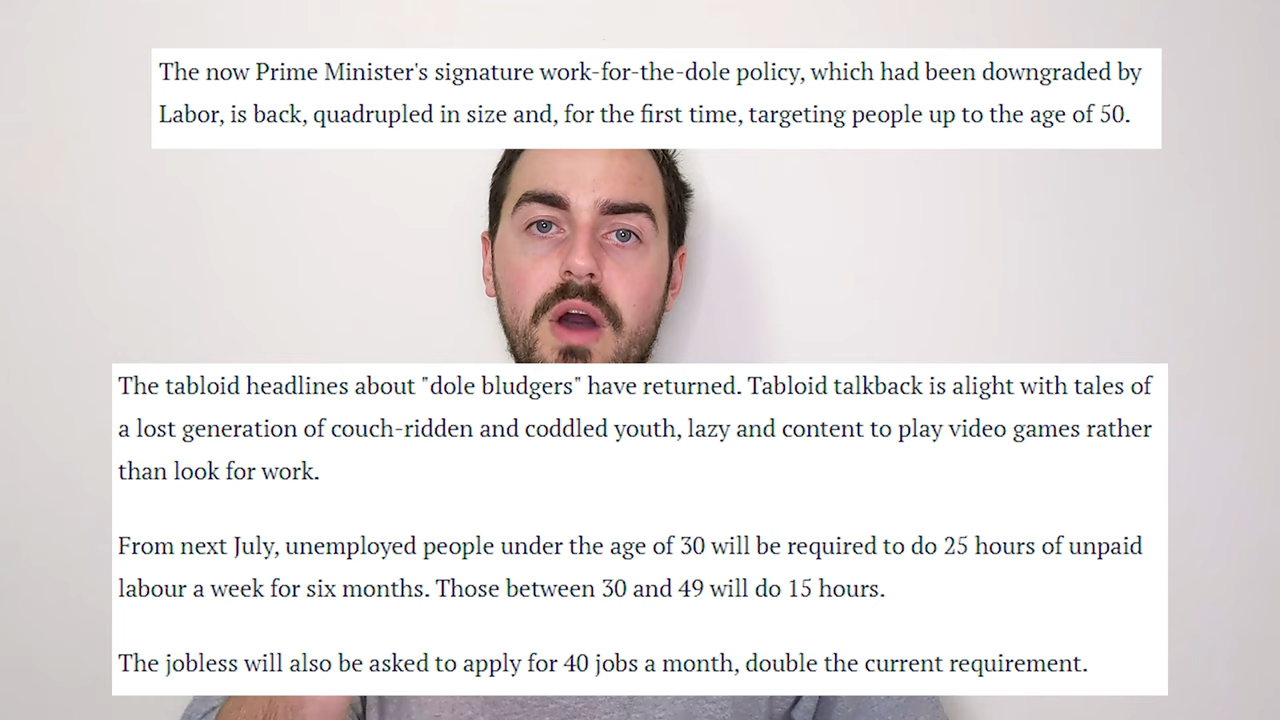 The now Prime Minister's signature work-for-the-dole policy, which had been downgraded by
Labor, is back, quadrupled in size and, for the first time, targeting people up to the age of 50.
The tabloid headlines about "dole bludgers" have returned. Tabloid talkback is alight with tales of
a lost generation of couch-ridden and coddled youth, lazy and content to play video games rather
than look for work.
From next July, unemployed people under the age of 30 will be required to do 25 hours of unpaid
labour a week for six months. Those between 30 and 49 will do 15 hours.
The jobless will also be asked to apply for 40 jobs a month, double the current requirement.